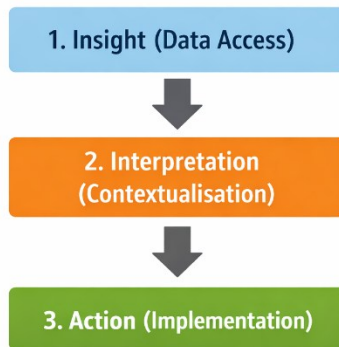 1. Insight (Data Access)
2. Interpretation
(Contextualisation)
3. Action (Implementation)